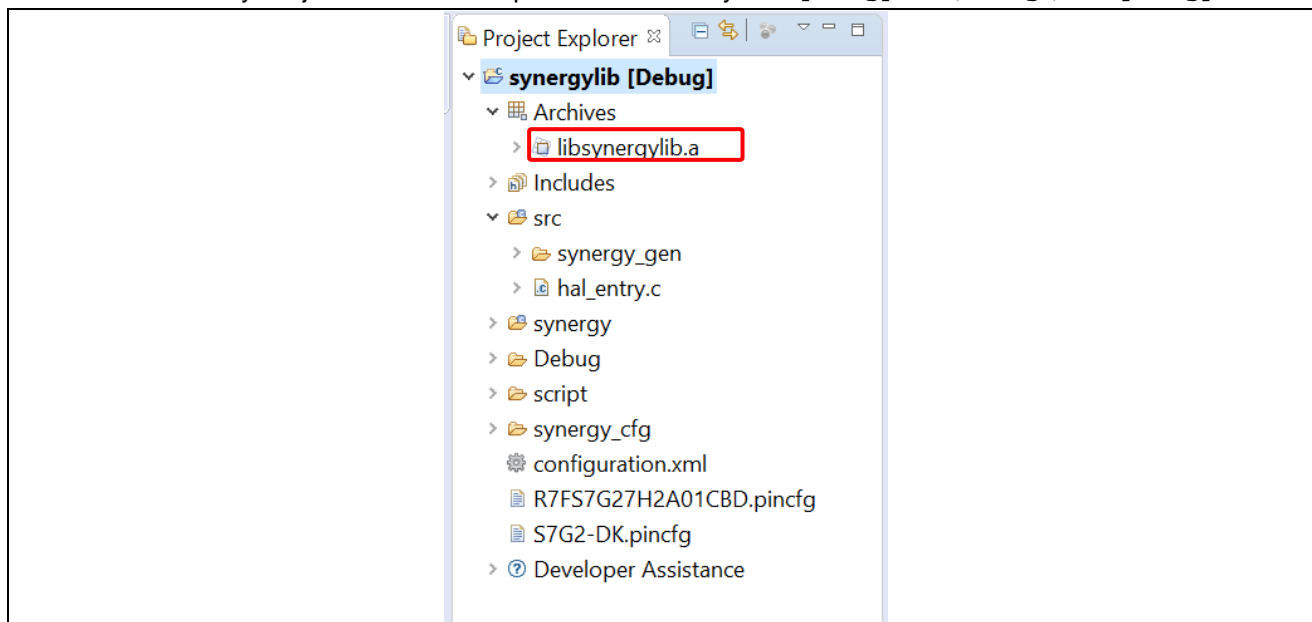 Project Explorer
synergylib [Debug]
Archives
libsynergylib.a
Includes
src
synergy_gen
hal_entry.c
synergy
Debug
script
synergy_cfg
configuration.xml
R7FS7G27H2A01CBD.pincfg
S7G2-DK.pincfg
Developer Assistance